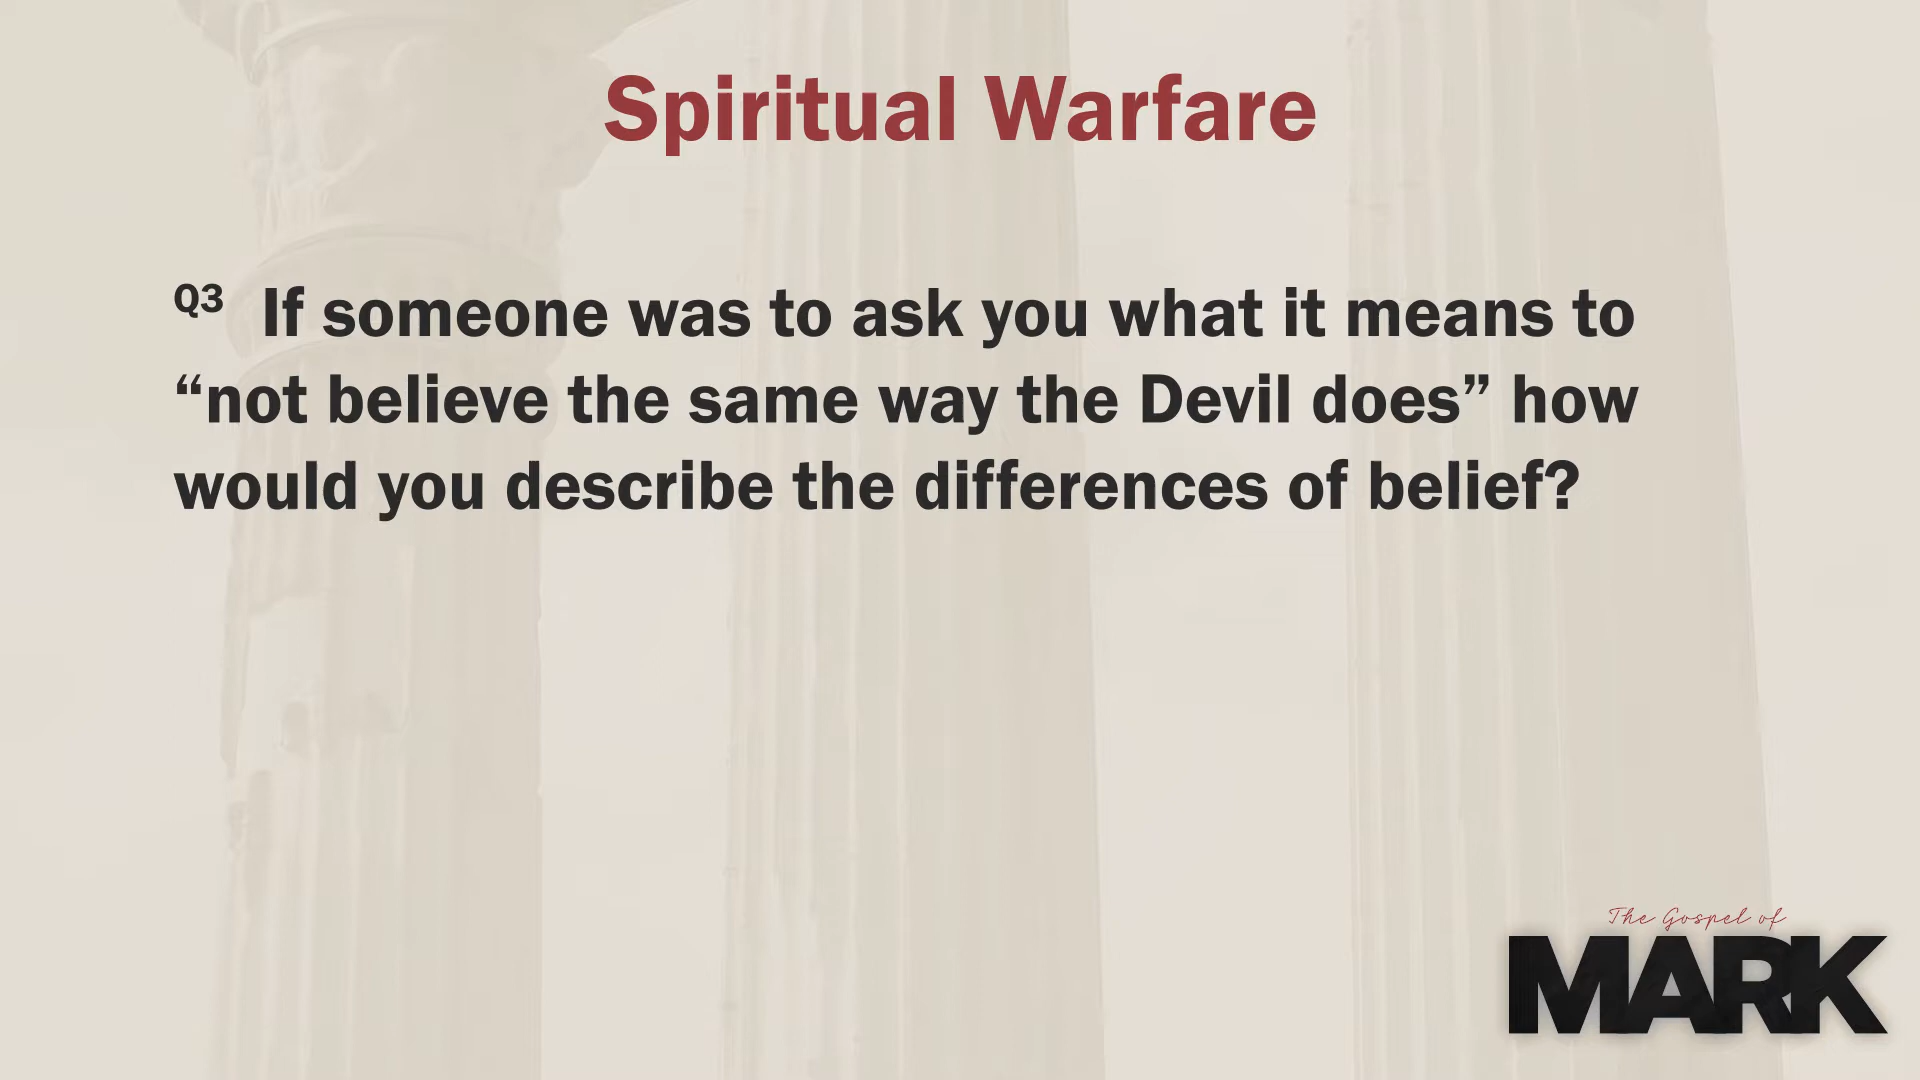 Spiritual Warfare
Q3 If someone was to ask you what it means to
“not believe the same way the Devil does” how
would you describe the differences of belief?
The Gospel of
MARK